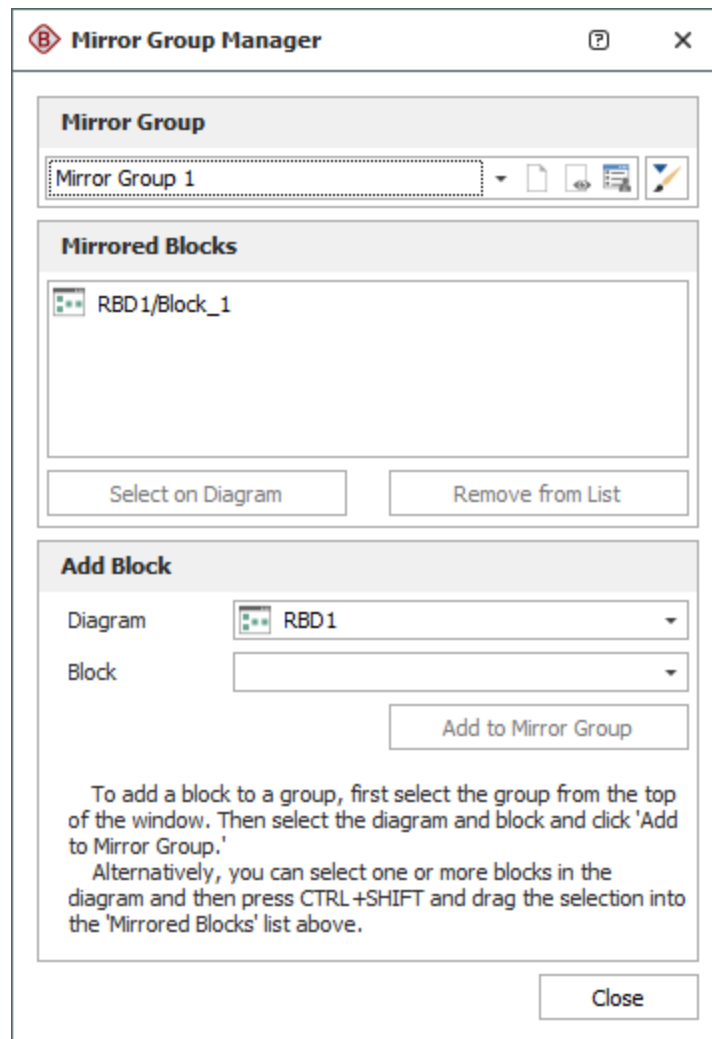 B Mirror Group Manager ?
Mirror Group
Mirror Group 1
Mirrored Blocks
RBD1/Block_1
Select on Diagram Remove from List
Add Block
Diagram RBD1
Block
Add to Mirror Group
To add a block to a group, first select the group from the top
of the window. Then select the diagram and block and click 'Add
to Mirror Group.'
Alternatively, you can select one or more blocks in the
diagram and then press CTRL+SHIFT and drag the selection into
the 'Mirrored Blocks' list above.
Close